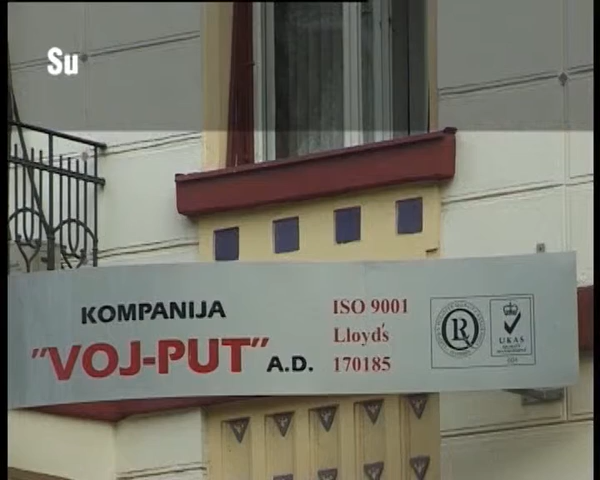 Su
KOMPANIJA
"VOJ-PUT" A.D.
ISO 9001
Lloyd's
170185
R
UKAS